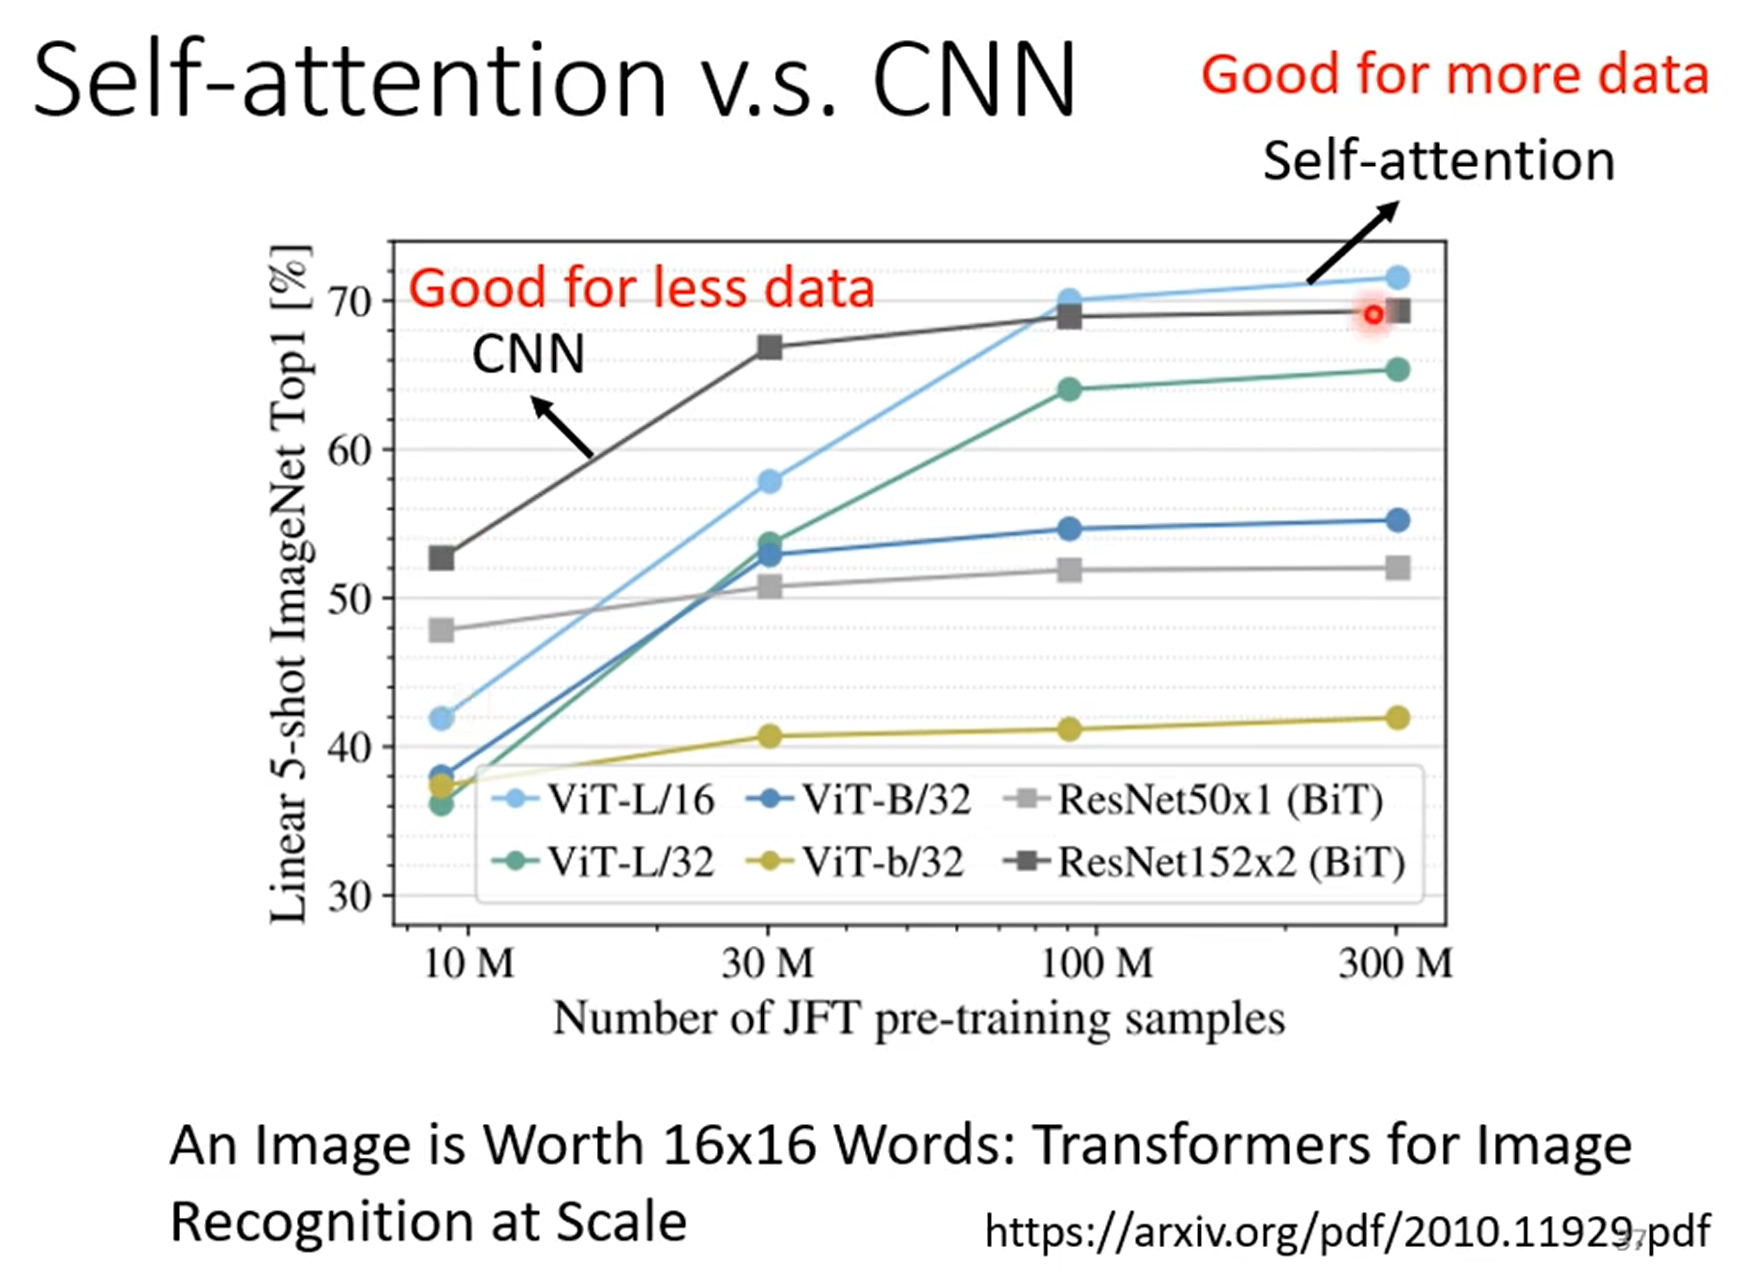 Self-attention v.s. CNN
Good for more data
Self-attention
Good for less data
CNN
Linear 5-shot ImageNet Top1 [%]
70
60
50
40
30
ViT-L/16 ViT-B/32 ResNet50x1 (BiT)
ViT-L/32 ViT-b/32 ResNet152x2 (BiT)
10 M 30 M 100 M 300 M
Number of JFT pre-training samples
An Image is Worth 16x16 Words: Transformers for Image
Recognition at Scale
https://arxiv.org/pdf/2010.11929.pdf
37